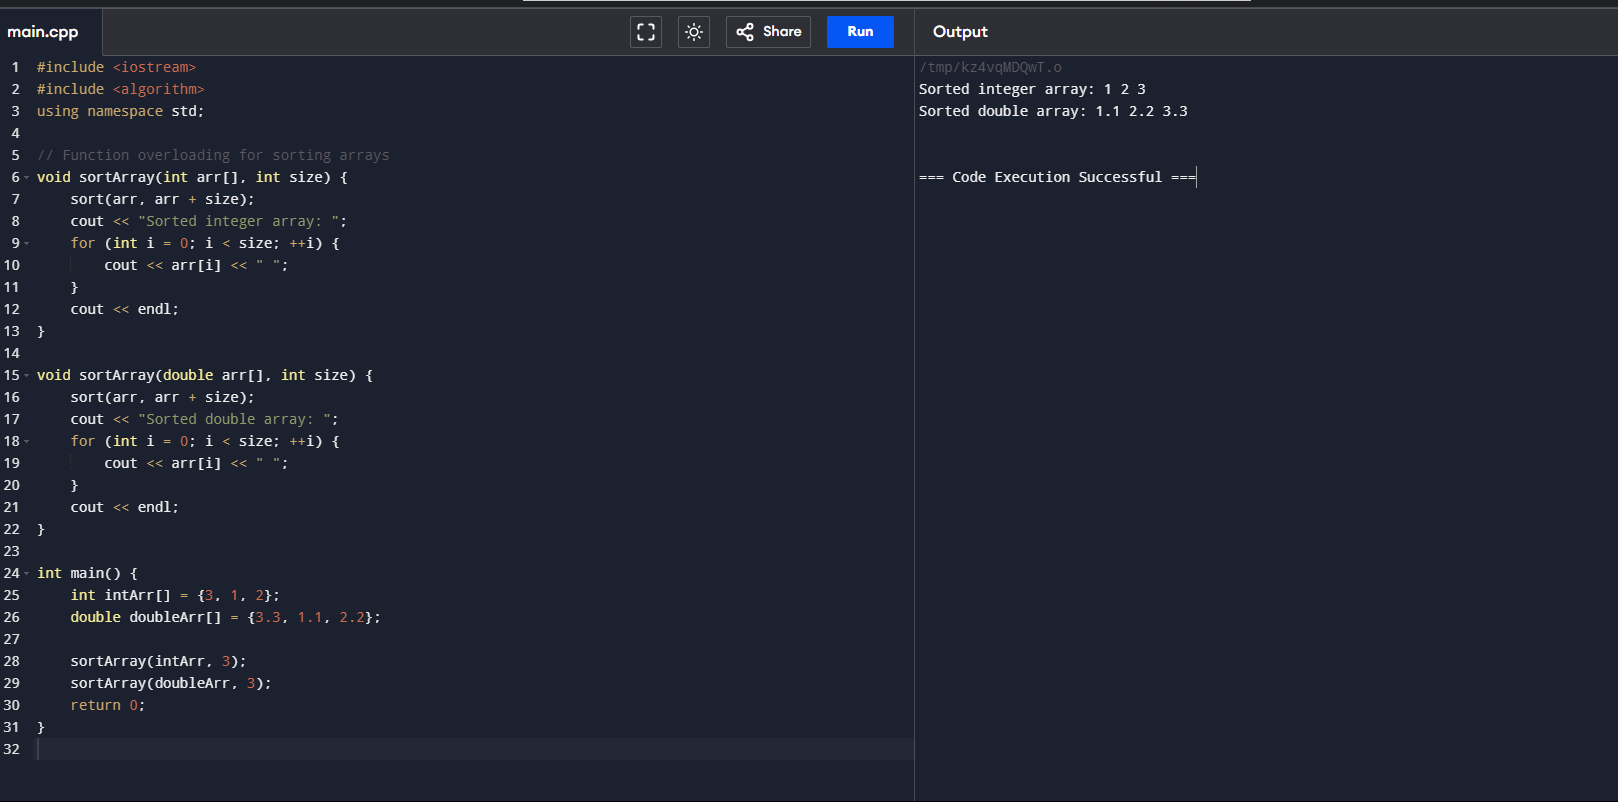 main.cpp
Share
Run
Output
1 #include <iostream>
2 #include <algorithm>
3 using namespace std;
4
5 // Function overloading for sorting arrays
6 void sortArray(int arr[], int size) {
7     sort(arr, arr + size);
8     cout << "Sorted integer array: ";
9     for (int i = 0; i < size; ++i) {
10         cout << arr[i] << " ";
11     }
12     cout << endl;
13 }
14
15 void sortArray(double arr[], int size) {
16     sort(arr, arr + size);
17     cout << "Sorted double array: ";
18     for (int i = 0; i < size; ++i) {
19         cout << arr[i] << " ";
20     }
21     cout << endl;
22 }
23
24 int main() {
25     int intArr[] = {3, 1, 2};
26     double doubleArr[] = {3.3, 1.1, 2.2};
27
28     sortArray(intArr, 3);
29     sortArray(doubleArr, 3);
30     return 0;
31 }
32
/tmp/kz4vqMDQwT.o
Sorted integer array: 1 2 3
Sorted double array: 1.1 2.2 3.3
=== Code Execution Successful ===